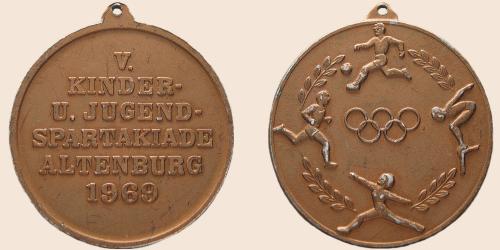 V.
KINDER-
U. JUGEND-
SPARTAKIADE
ALTENBURG
1969